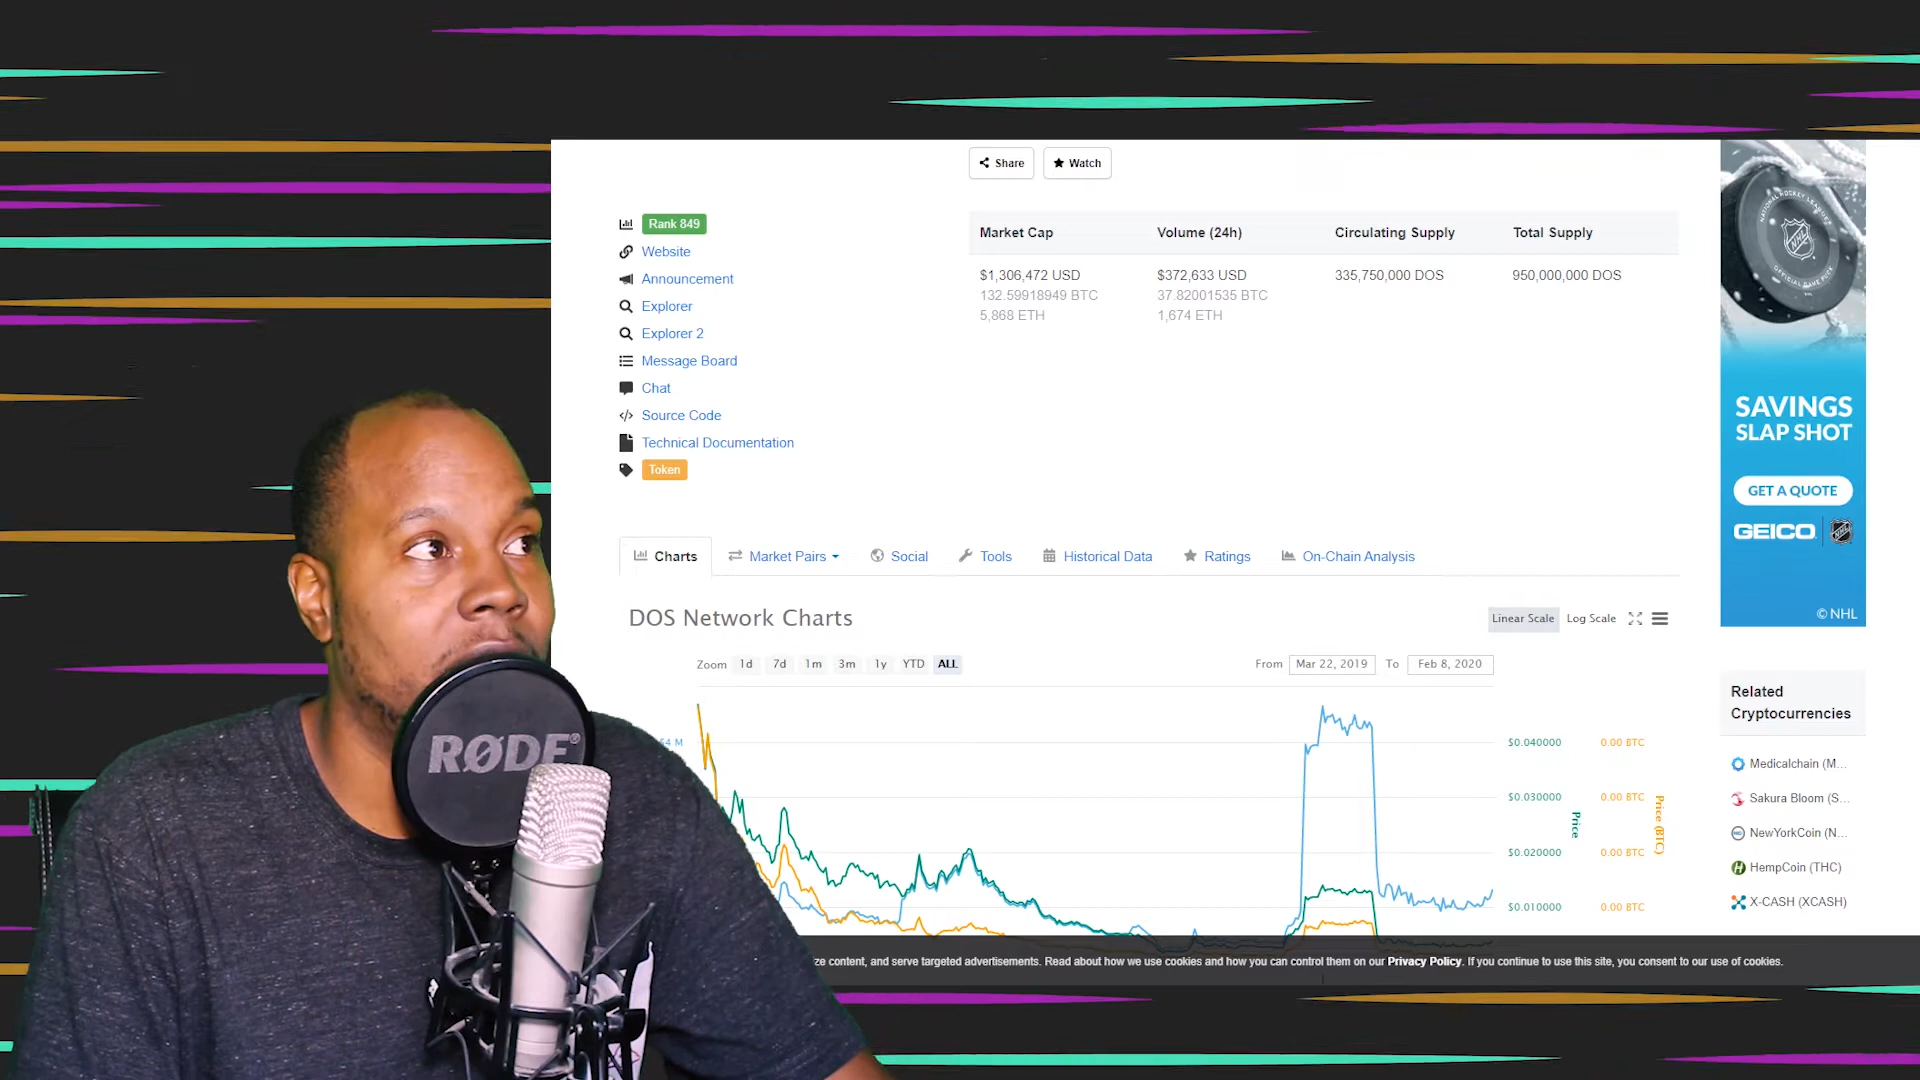 Share
Watch
Rank 849
Website
Announcement
Explorer
Explorer 2
Message Board
Chat
Source Code
Technical Documentation
Token
Market Cap Volume (24h) Circulating Supply Total Supply
$1,306,472 USD $372,633 USD 335,750,000 DOS 950,000,000 DOS
132.59918949 BTC 37.82001535 BTC
5,868 ETH 1,674 ETH
NATIONAL HOCKEY LEAGUE
NHL
OFFICIAL GAME PUCK
SAVINGS
SLAP SHOT
GET A QUOTE
GEICO
© NHL
Charts Market Pairs Social Tools Historical Data Ratings On-Chain Analysis
DOS Network Charts
Linear Scale Log Scale
Zoom 1d 7d 1m 3m 1y YTD ALL
From Mar 22, 2019 To Feb 8, 2020
$0.040000 0.00 BTC
$0.030000 0.00 BTC
$0.020000 0.00 BTC
$0.010000 0.00 BTC
Price
Price (BTC)
Related
Cryptocurrencies
Medicalchain (M...
Sakura Bloom (S...
NewYorkCoin (N...
HempCoin (THC)
X-CASH (XCASH)
ze content, and serve targeted advertisements. Read about how we use cookies and how you can control them on our Privacy Policy. If you continue to use this site, you consent to our use of cookies.
RØDE®